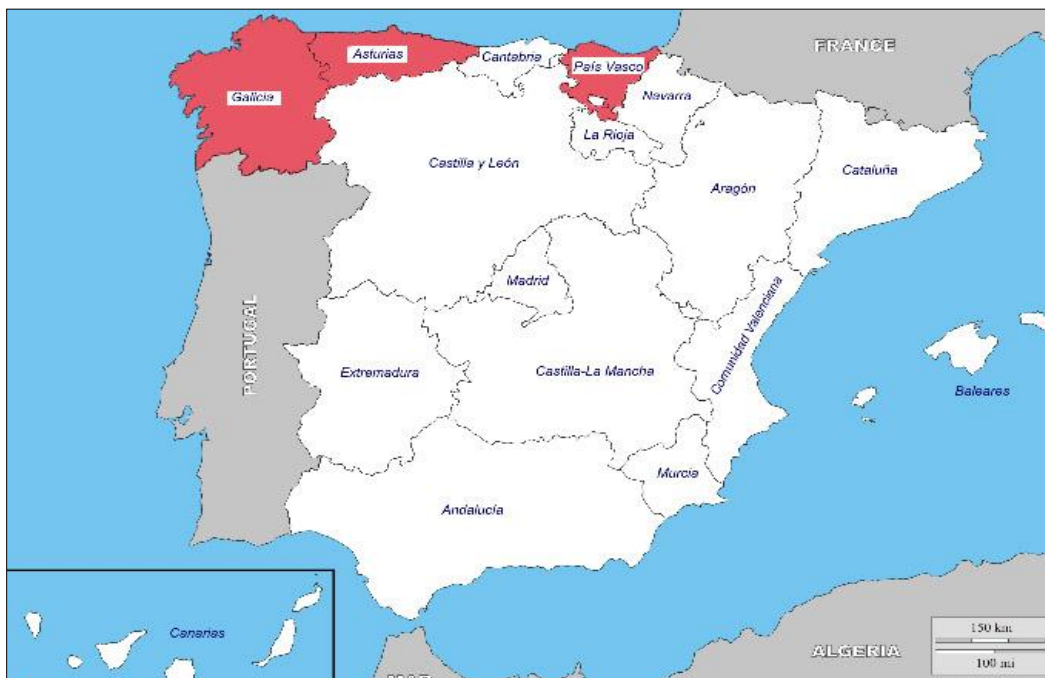 FRANCE
Asturias
Cantabria
País Vasco
Galicia
Navarra
La Rioja
Castilla y León
Cataluña
Aragón
Madrid
PORTUGAL
Comunidad Valenciana
Extremadura
Castilla-La Mancha
Baleares
Murcia
Andalucía
Canarias
150 km
ALGERIA
100 mi